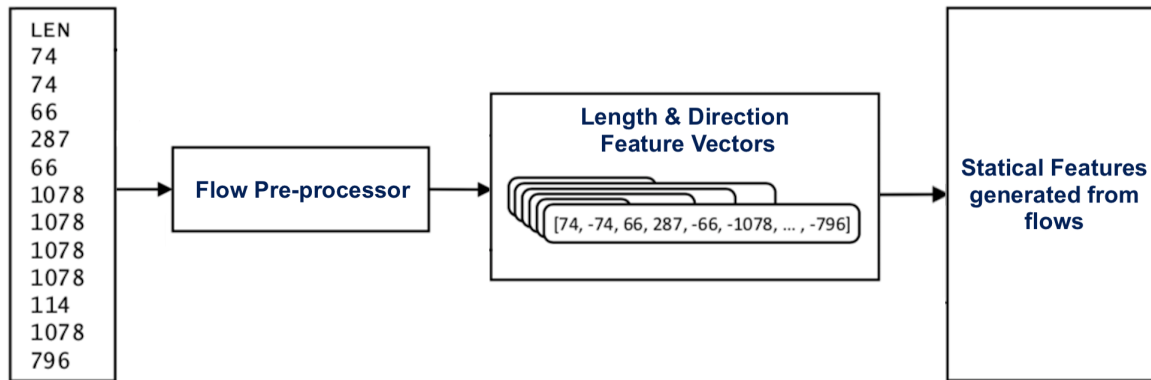 LEN
74
74
66
287
66
1078
1078
1078
1078
114
1078
796
Flow Pre-processor
Length & Direction
Feature Vectors
[74, -74, 66, 287, -66, -1078, ... , -796]
Statical Features
generated from
flows